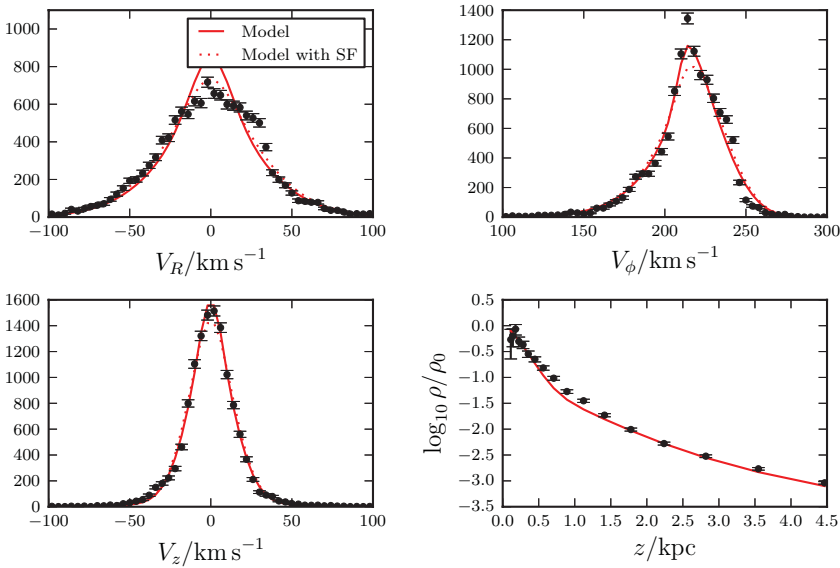 1000
800
600
400
200
0
Model
Model with SF
−100 −50 0 50 100
V_R/km s⁻¹
1400
1200
1000
800
600
400
200
0
100 150 200 250 300
V_ϕ/km s⁻¹
1600
1400
1200
1000
800
600
400
200
0
−100 −50 0 50 100
V_z/km s⁻¹
0.5
0.0
−0.5
−1.0
−1.5
−2.0
−2.5
−3.0
−3.5
log₁₀ ρ/ρ₀
0.0 0.5 1.0 1.5 2.0 2.5 3.0 3.5 4.0 4.5
z/kpc